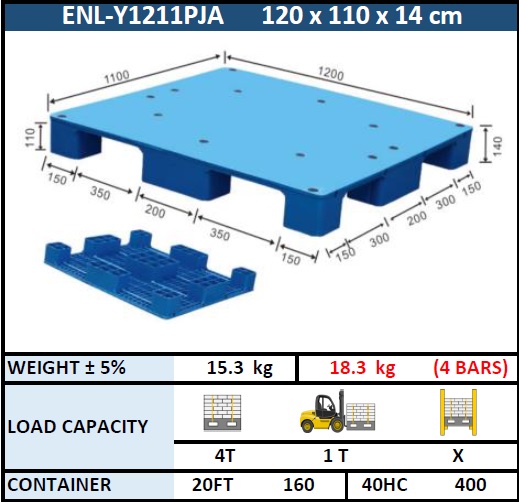 ENL-Y1211PJA 120 x 110 x 14 cm
1100
1200
110
140
150
350
200
350
150
150
300
200
300
150
WEIGHT ± 5% 15.3 kg 18.3 kg (4 BARS)
LOAD CAPACITY
4T 1 T X
CONTAINER 20FT 160 40HC 400